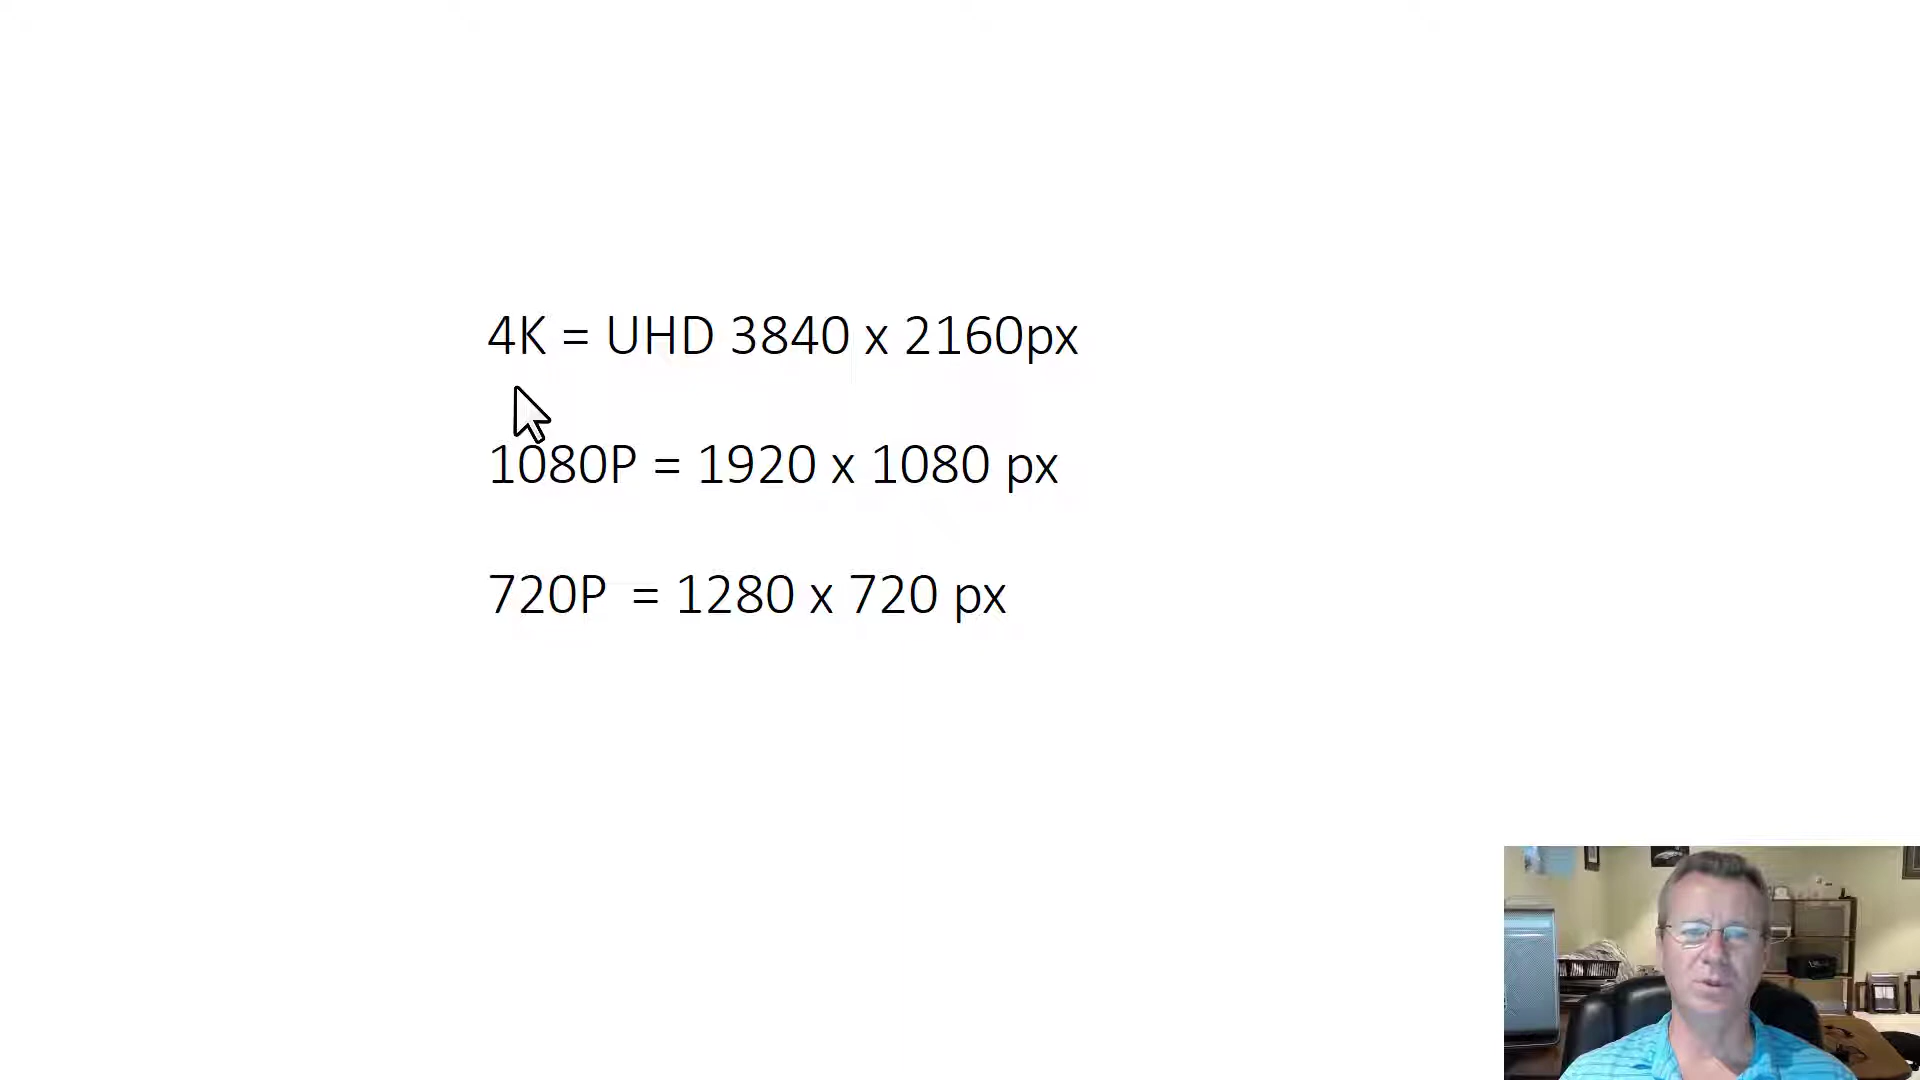 4K = UHD 3840 x 2160px
1080P = 1920 x 1080 px
720P = 1280 x 720 px